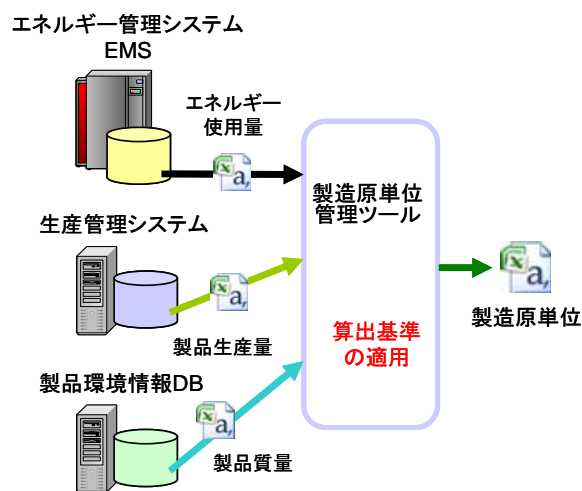 エネルギー管理システム
EMS
エネルギー
使用量
製造原単位
管理ツール
生産管理システム
製品生産量
算出基準
の適用
製造原単位
製品環境情報DB
製品質量